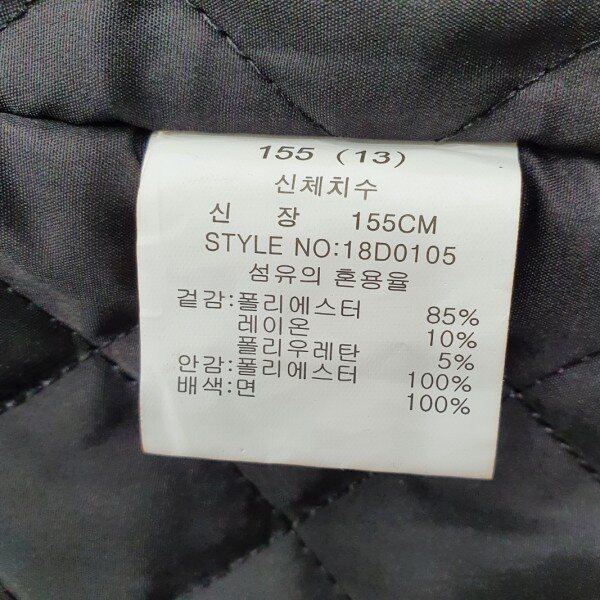 155 (13)
신체치수
신 장 155CM
STYLE NO:18D0105
섬유의 혼용율
겉감:폴리에스터 85%
레이온 10%
폴리우레탄 5%
안감:폴리에스터 100%
배색:면 100%